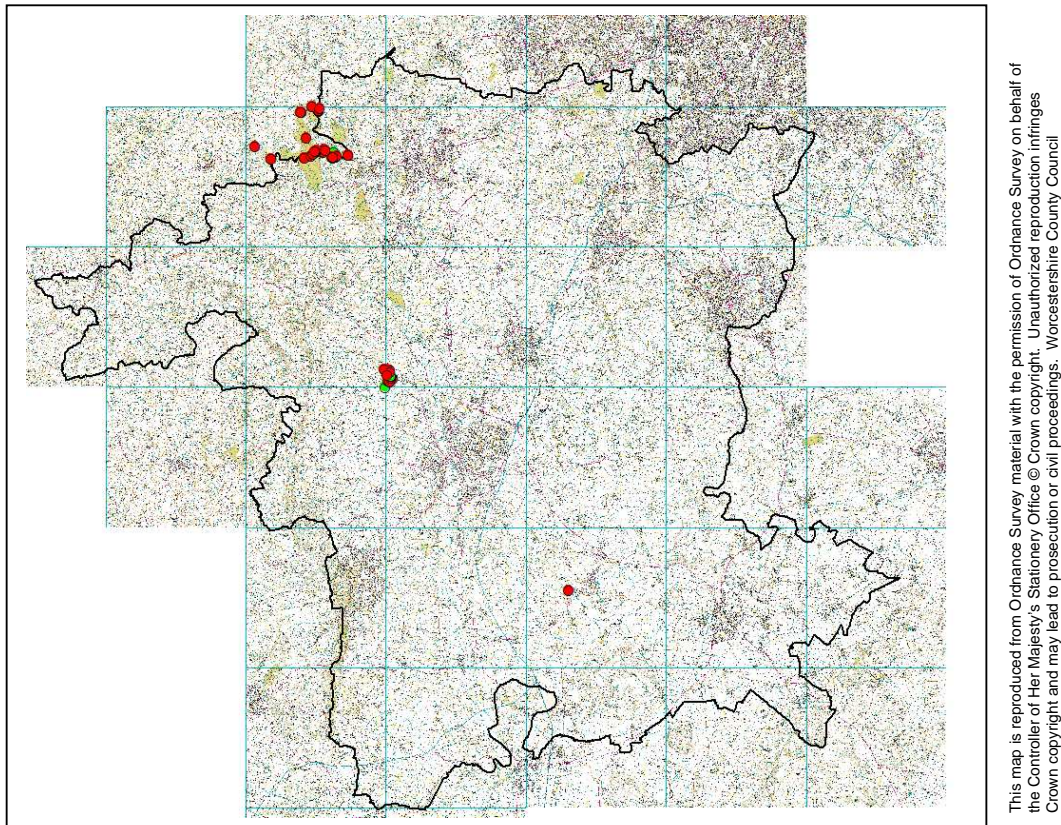 This map is reproduced from Ordnance Survey material with the permission of Ordnance Survey on behalf of
the Controller of Her Majesty's Stationery Office © Crown copyright. Unauthorized reproduction infringes
Crown copyright and may lead to prosecution or civil proceedings. Worcestershire County Council